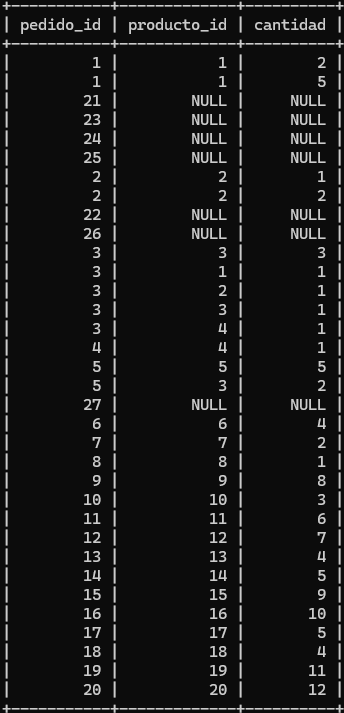 +-----------+-------------+----------+
| pedido_id | producto_id | cantidad |
+-----------+-------------+----------+
|         1 |           1 |        2 |
|         1 |           1 |        5 |
|        21 |        NULL |     NULL |
|        23 |        NULL |     NULL |
|        24 |        NULL |     NULL |
|        25 |        NULL |     NULL |
|         2 |           2 |        1 |
|         2 |           2 |        2 |
|        22 |        NULL |     NULL |
|        26 |        NULL |     NULL |
|         3 |           3 |        3 |
|         3 |           1 |        1 |
|         3 |           2 |        1 |
|         3 |           3 |        1 |
|         3 |           4 |        1 |
|         4 |           4 |        1 |
|         5 |           5 |        5 |
|         5 |           3 |        2 |
|        27 |        NULL |     NULL |
|         6 |           6 |        4 |
|         7 |           7 |        2 |
|         8 |           8 |        1 |
|         9 |           9 |        8 |
|        10 |          10 |        3 |
|        11 |          11 |        6 |
|        12 |          12 |        7 |
|        13 |          13 |        4 |
|        14 |          14 |        5 |
|        15 |          15 |        9 |
|        16 |          16 |       10 |
|        17 |          17 |        5 |
|        18 |          18 |        4 |
|        19 |          19 |       11 |
|        20 |          20 |       12 |
+-----------+-------------+----------+